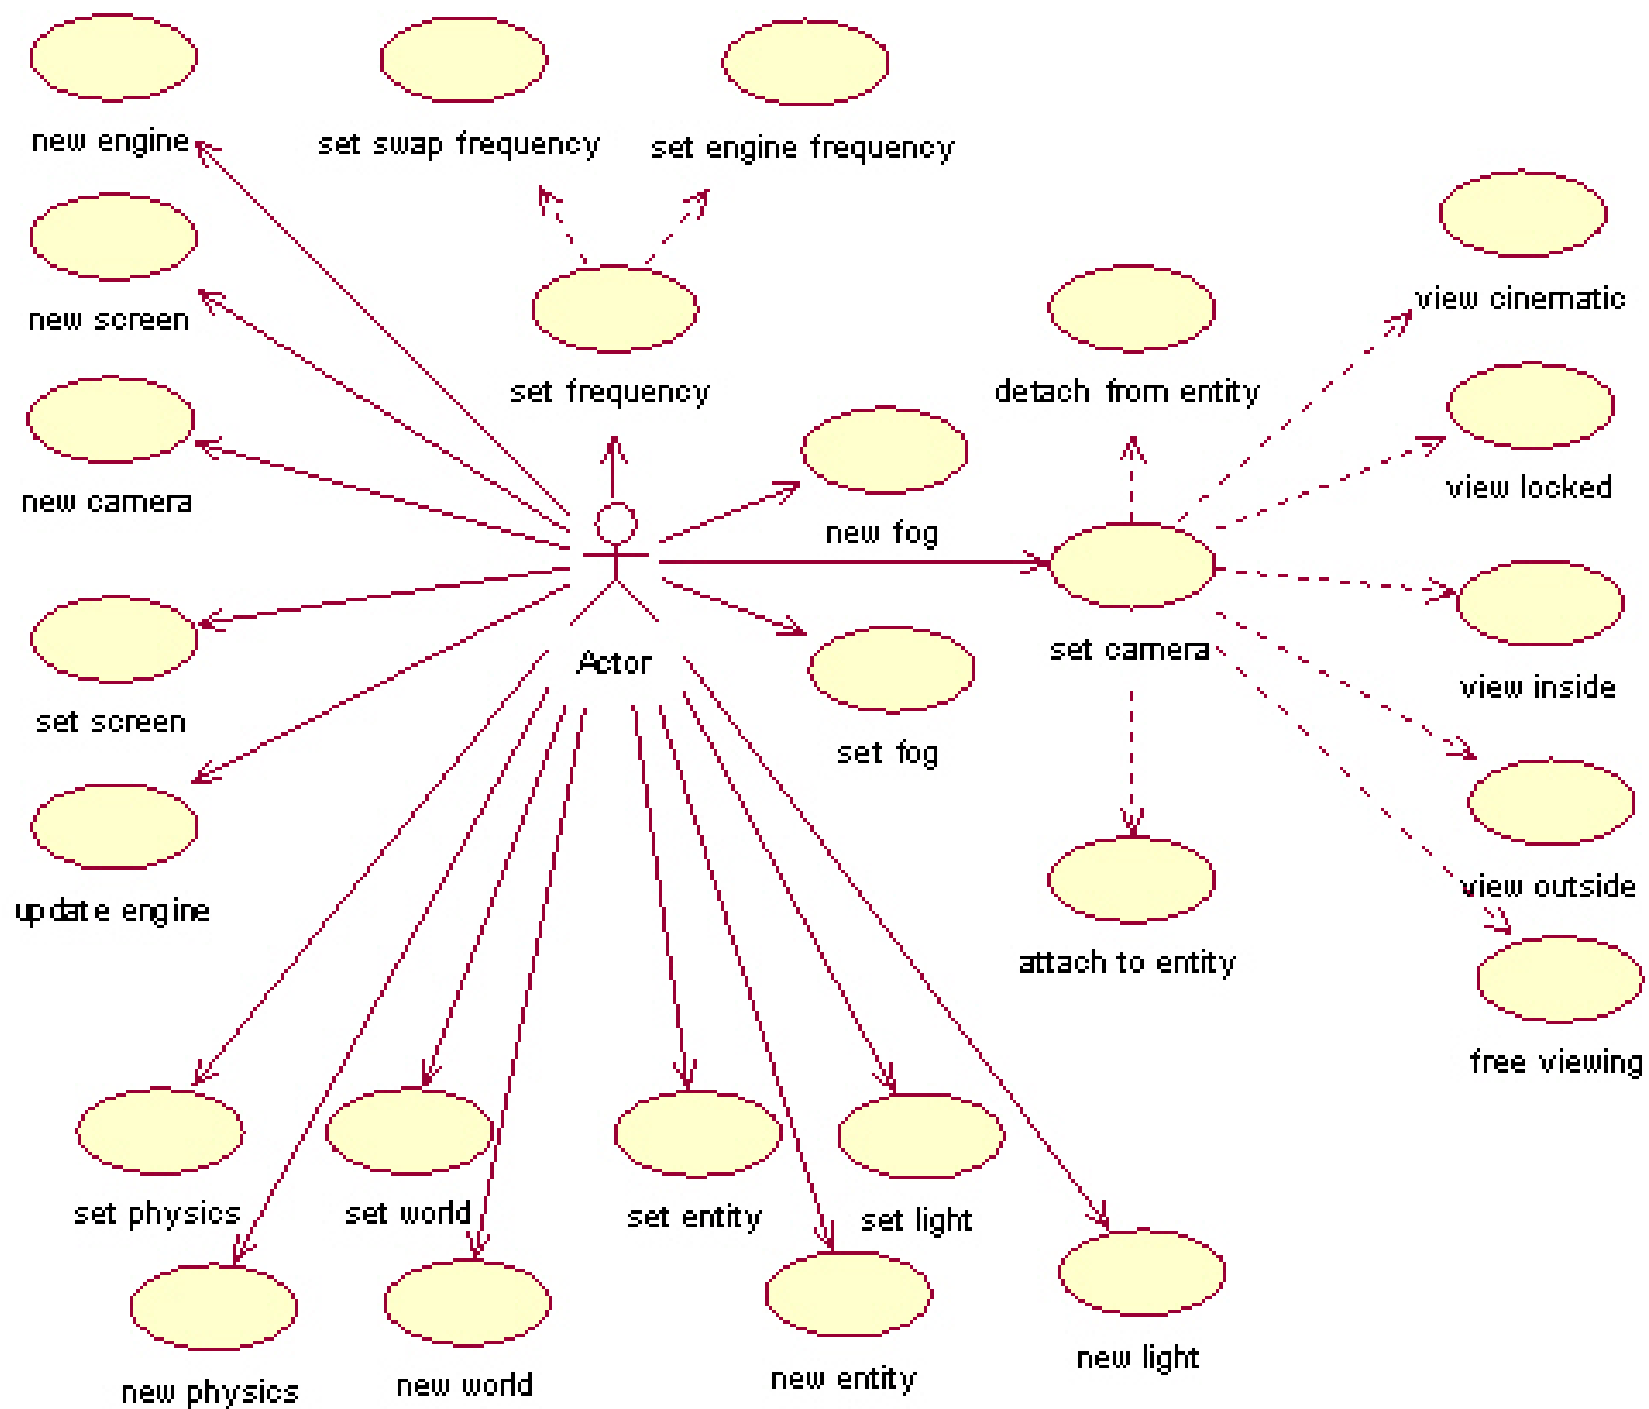 new engine
set swap frequency
set engine frequency
view cinematic
new screen
set frequency
detach from entity
view locked
new camera
new fog
set camera
Actor
view inside
set screen
set fog
view outside
update engine
attach to entity
free viewing
set physics
set world
set entity
set light
new physics
new world
new entity
new light